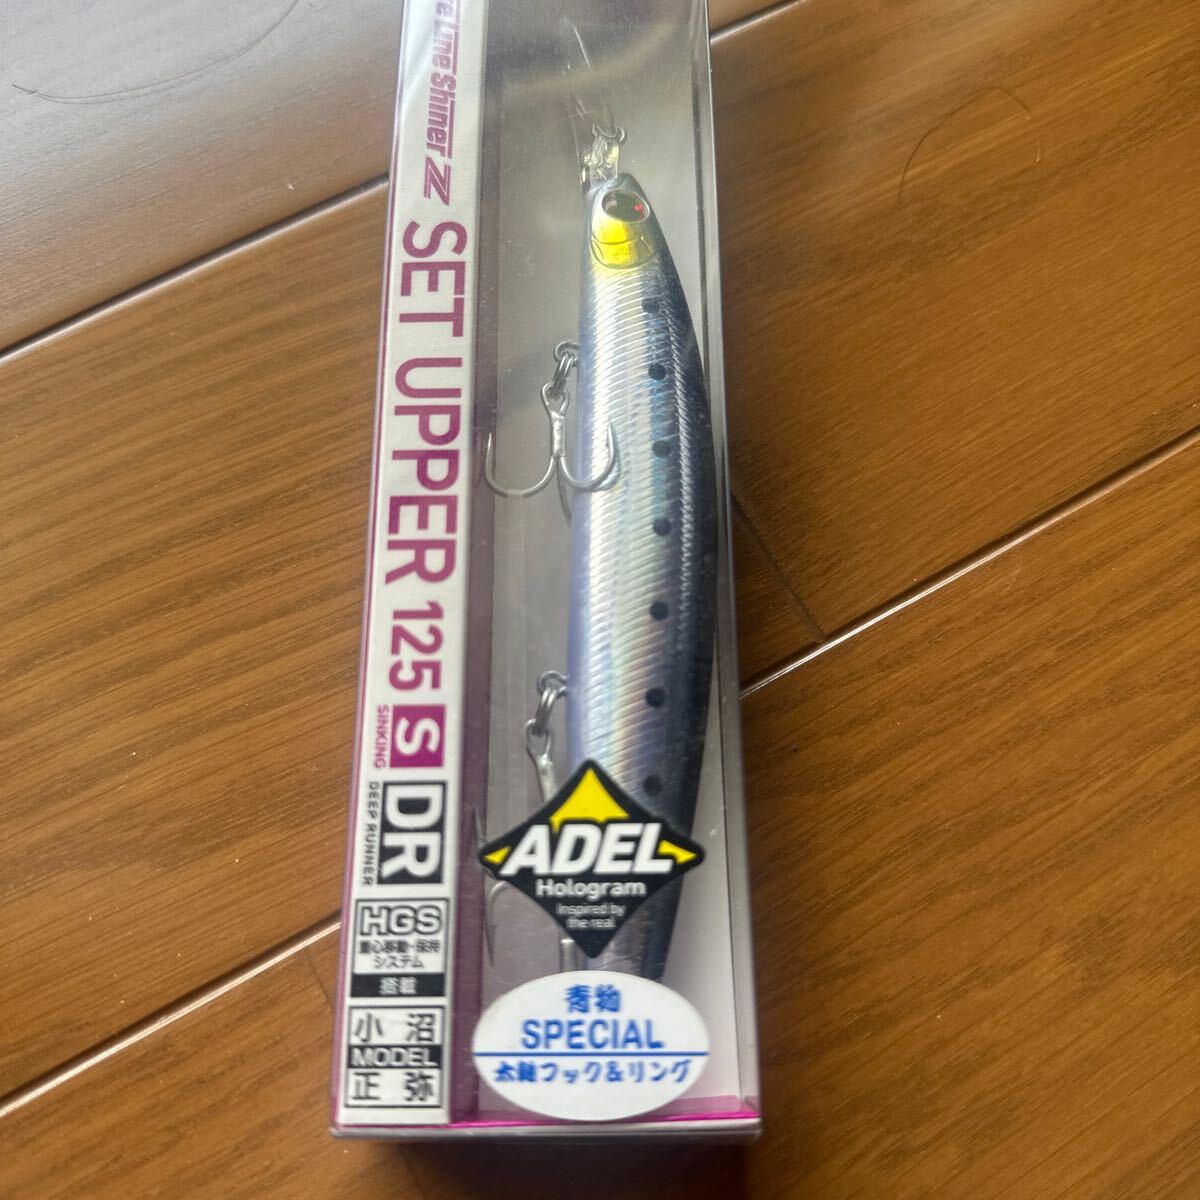 Line Shiner Z
SET UPPER 125 S DR
SINKING
DEEP RUNNER
HGS
重心移動・保持
システム
搭載
小沼
MODEL
正弥
ADEL
Hologram
Inspired by
the real
青物
SPECIAL
太軸フック&リング